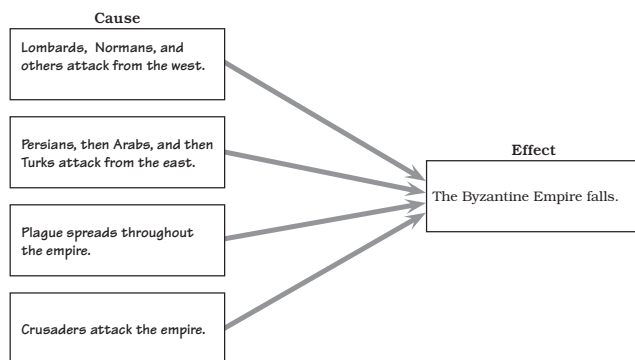 Cause
Lombards, Normans, and
others attack from the west.
Persians, then Arabs, and then
Turks attack from the east.
Effect
The Byzantine Empire falls.
Plague spreads throughout
the empire.
Crusaders attack the empire.